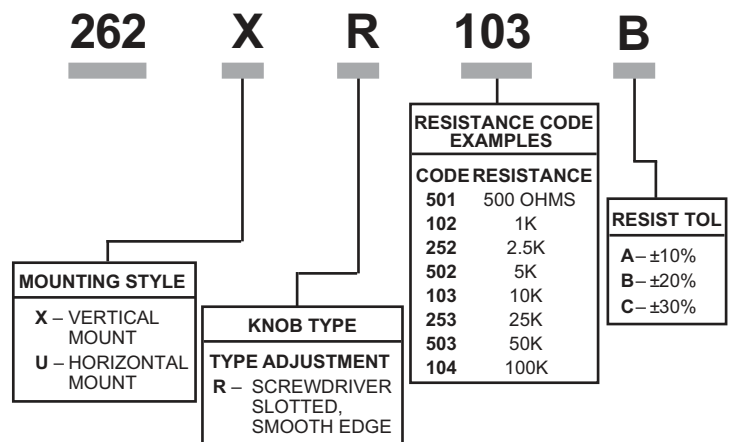 262 X R 103 B
RESISTANCE CODE
EXAMPLES
CODE RESISTANCE
501 500 OHMS
102 1K
252 2.5K
502 5K
103 10K
253 25K
503 50K
104 100K
RESIST TOL
A – ±10%
B – ±20%
C – ±30%
MOUNTING STYLE
X – VERTICAL
MOUNT
U – HORIZONTAL
MOUNT
KNOB TYPE
TYPE ADJUSTMENT
R – SCREWDRIVER
SLOTTED,
SMOOTH EDGE